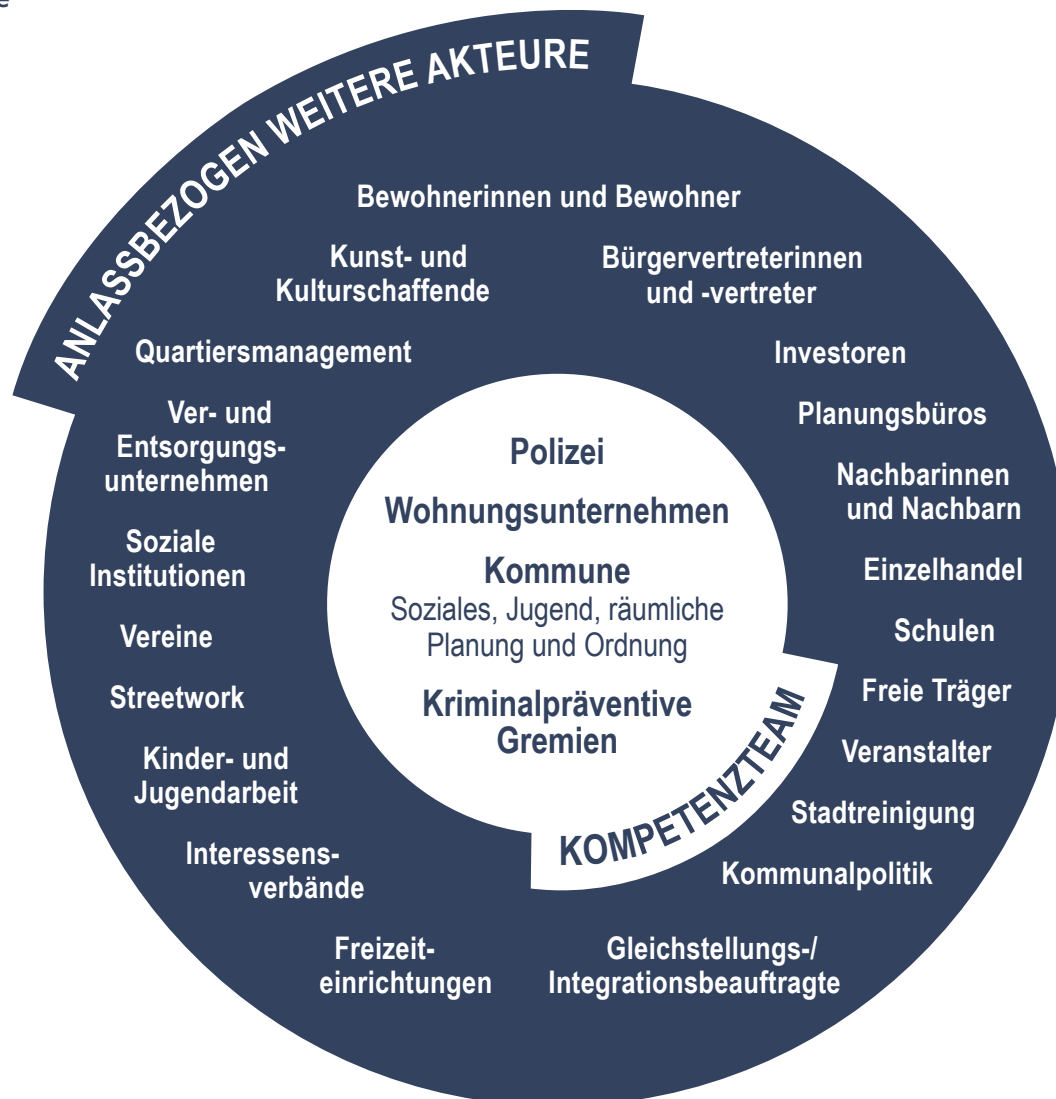 ANLASSBEZOGEN WEITERE AKTEURE
Bewohnerinnen und Bewohner
Kunst- und
Kulturschaffende
Bürgervertreterinnen
und -vertreter
Quartiersmanagement
Investoren
Ver- und
Entsorgungs-
unternehmen
Planungsbüros
Nachbarinnen
und Nachbarn
Soziale
Institutionen
Einzelhandel
Vereine
Schulen
Streetwork
Freie Träger
Kinder- und
Jugendarbeit
Veranstalter
Stadtreinigung
Interessens-
verbände
Kommunalpolitik
Freizeit-
einrichtungen
Gleichstellungs-/
Integrationsbeauftragte
Polizei
Wohnungsunternehmen
Kommune
Soziales, Jugend, räumliche
Planung und Ordnung
Kriminalpräventive
Gremien
KOMPETENZTEAM